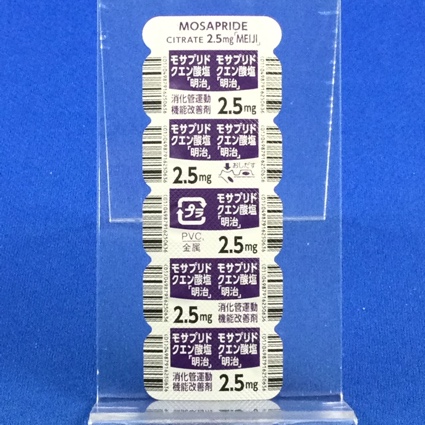 MOSAPRIDE
CITRATE 2.5mg「MEIJI」
モサプリド モサプリド
クエン酸塩 クエン酸塩
「明治」 「明治」
消化管運動
機能改善剤 2.5mg
モサプリド モサプリド
クエン酸塩 クエン酸塩
「明治」 「明治」
2.5mg おしだす
プラ モサプリド
クエン酸塩
「明治」
PVC,
金属 2.5mg
モサプリド モサプリド
クエン酸塩 クエン酸塩
「明治」 「明治」
2.5mg 消化管運動
機能改善剤
モサプリド モサプリド
クエン酸塩 クエン酸塩
「明治」 「明治」
消化管運動
機能改善剤 2.5mg